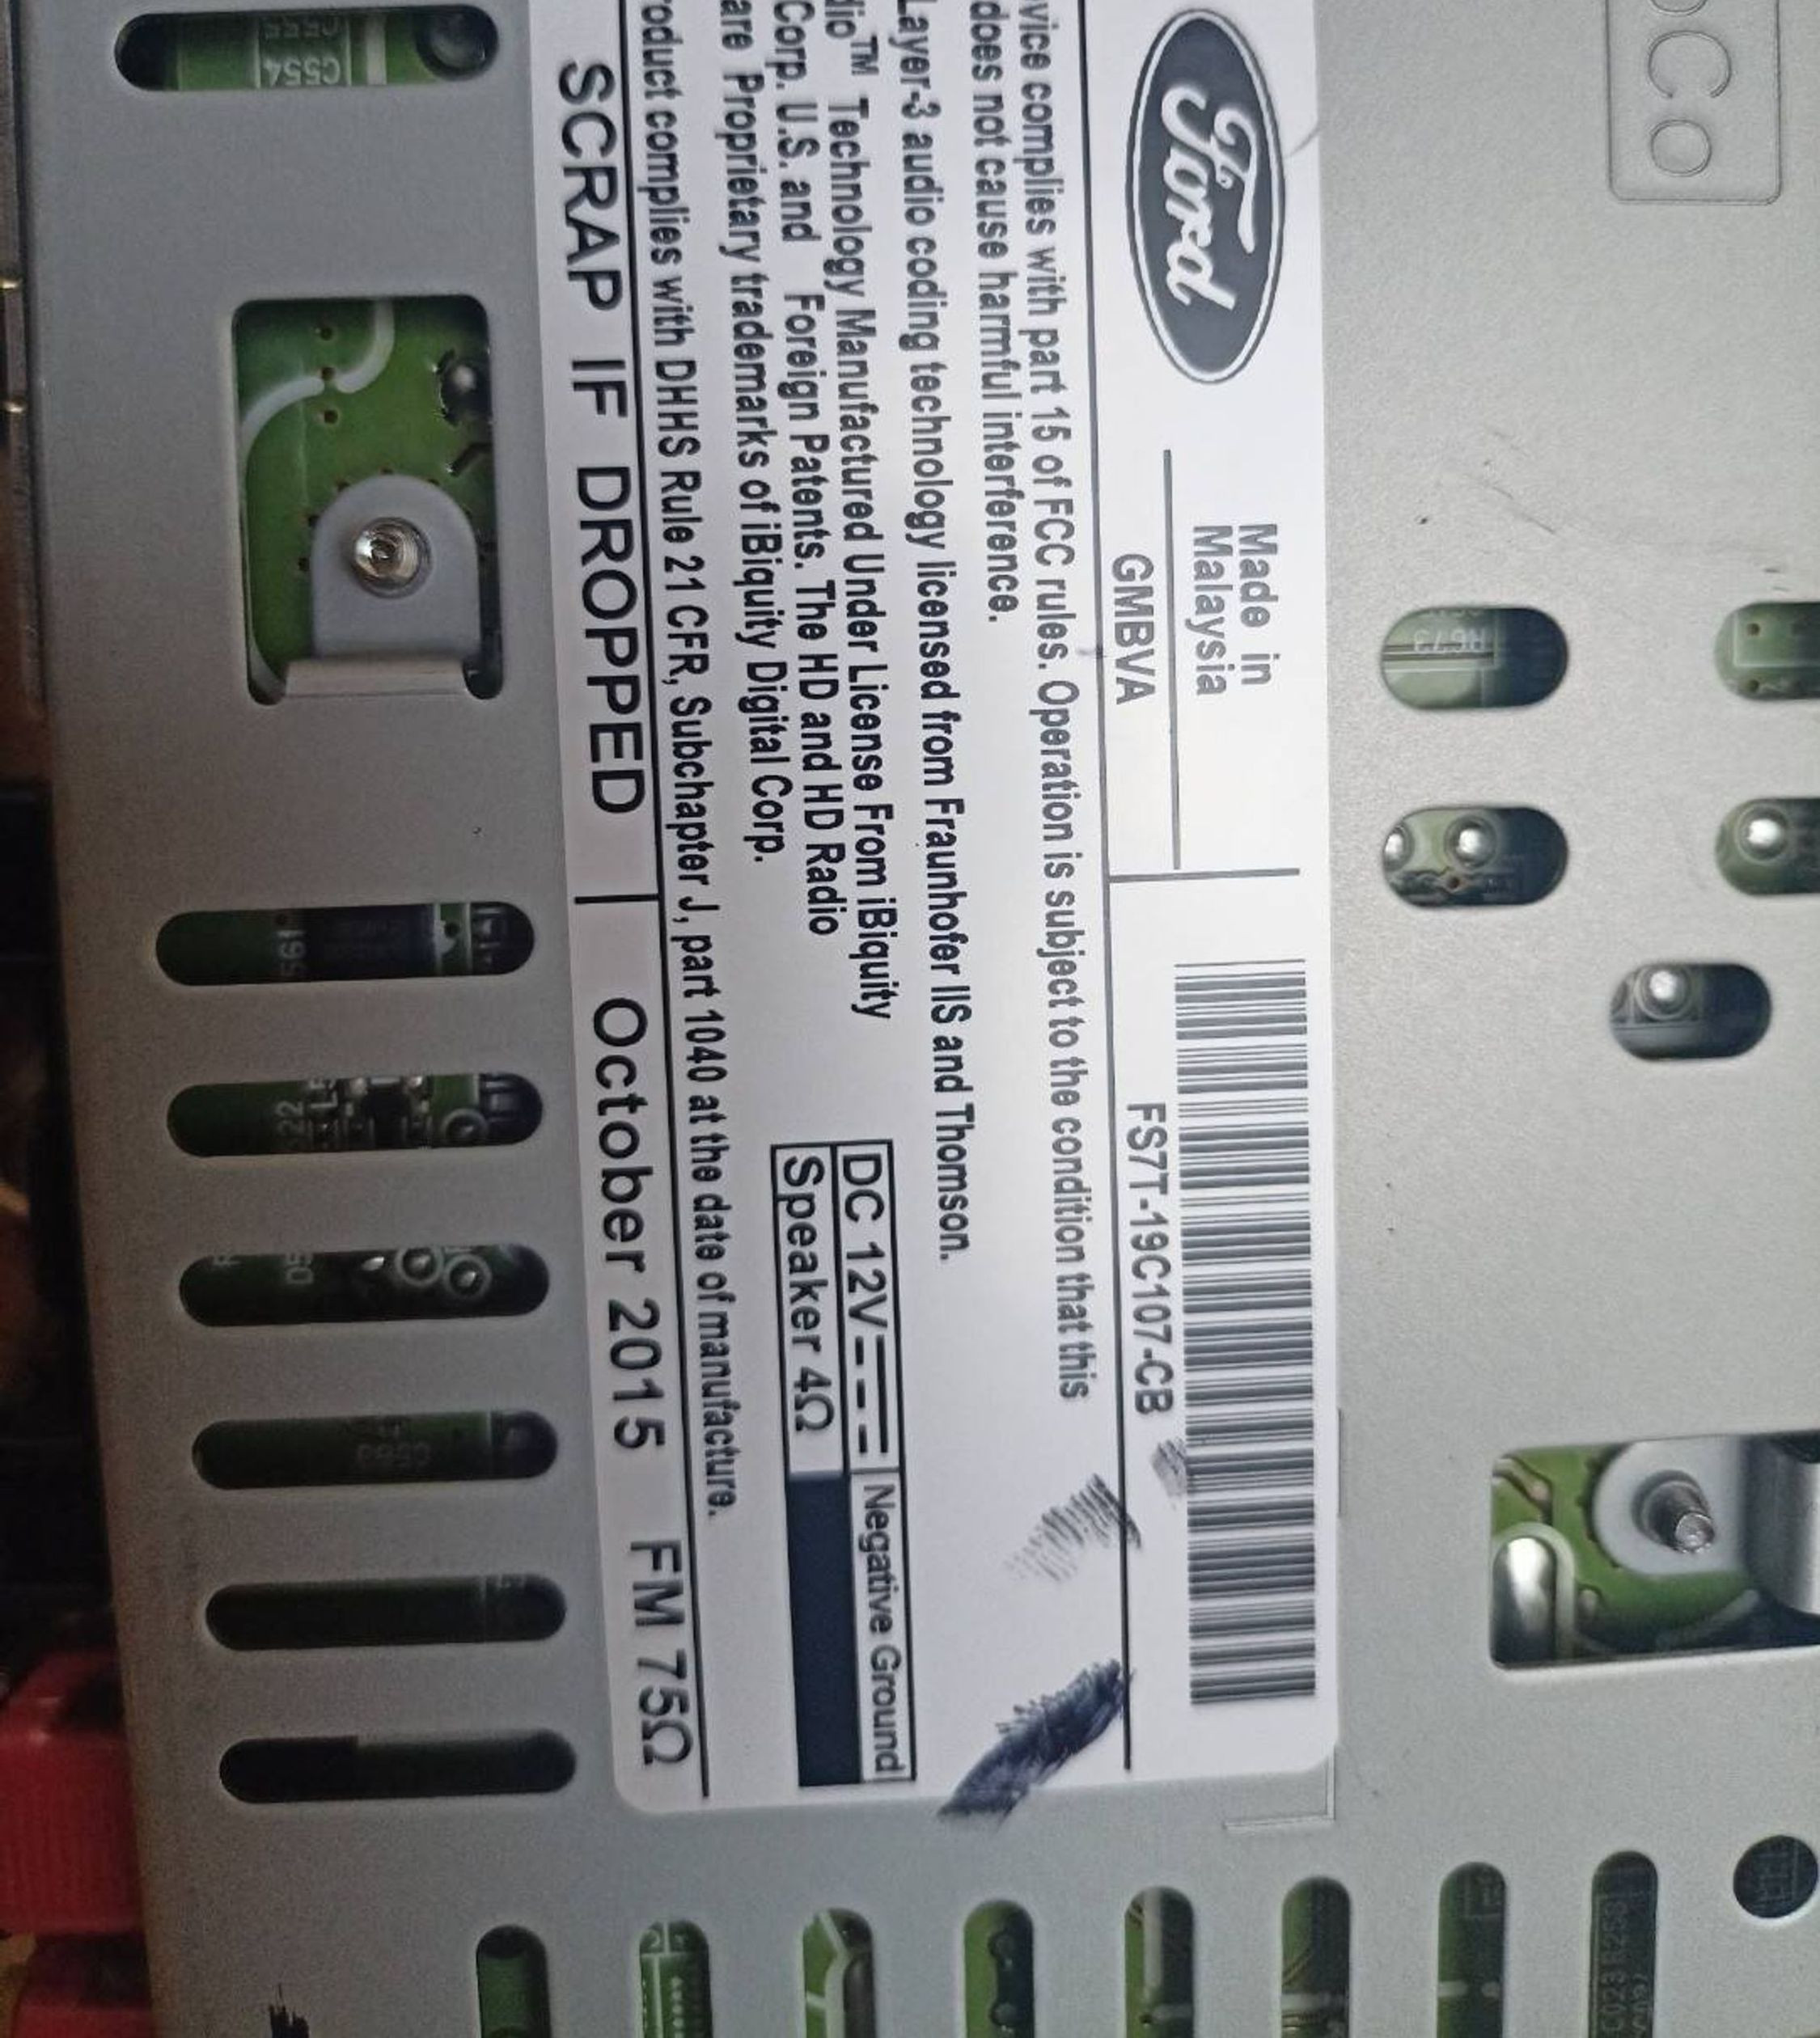 Ford
Made in
Malaysia
GMBVA
FS7T-19C107-CB
vice complies with part 15 of FCC rules. Operation is subject to the condition that this
does not cause harmful interference.
Layer-3 audio coding technology licensed from Fraunhofer IIS and Thomson.
dio™ Technology Manufactured Under License From iBiquity
Corp. U.S. and Foreign Patents. The HD and HD Radio
are Proprietary trademarks of iBiquity Digital Corp.
DC 12V
Negative Ground
Speaker 4Ω
roduct complies with DHHS Rule 21 CFR, Subchapter J, part 1040 at the date of manufacture.
SCRAP IF DROPPED
October 2015 FM 75Ω
C554
R673